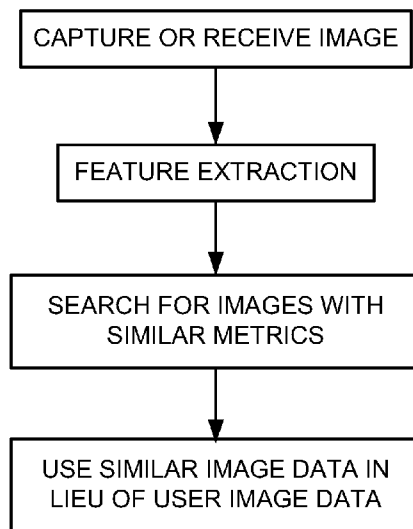 CAPTURE OR RECEIVE IMAGE
FEATURE EXTRACTION
SEARCH FOR IMAGES WITH
SIMILAR METRICS
USE SIMILAR IMAGE DATA IN
LIEU OF USER IMAGE DATA